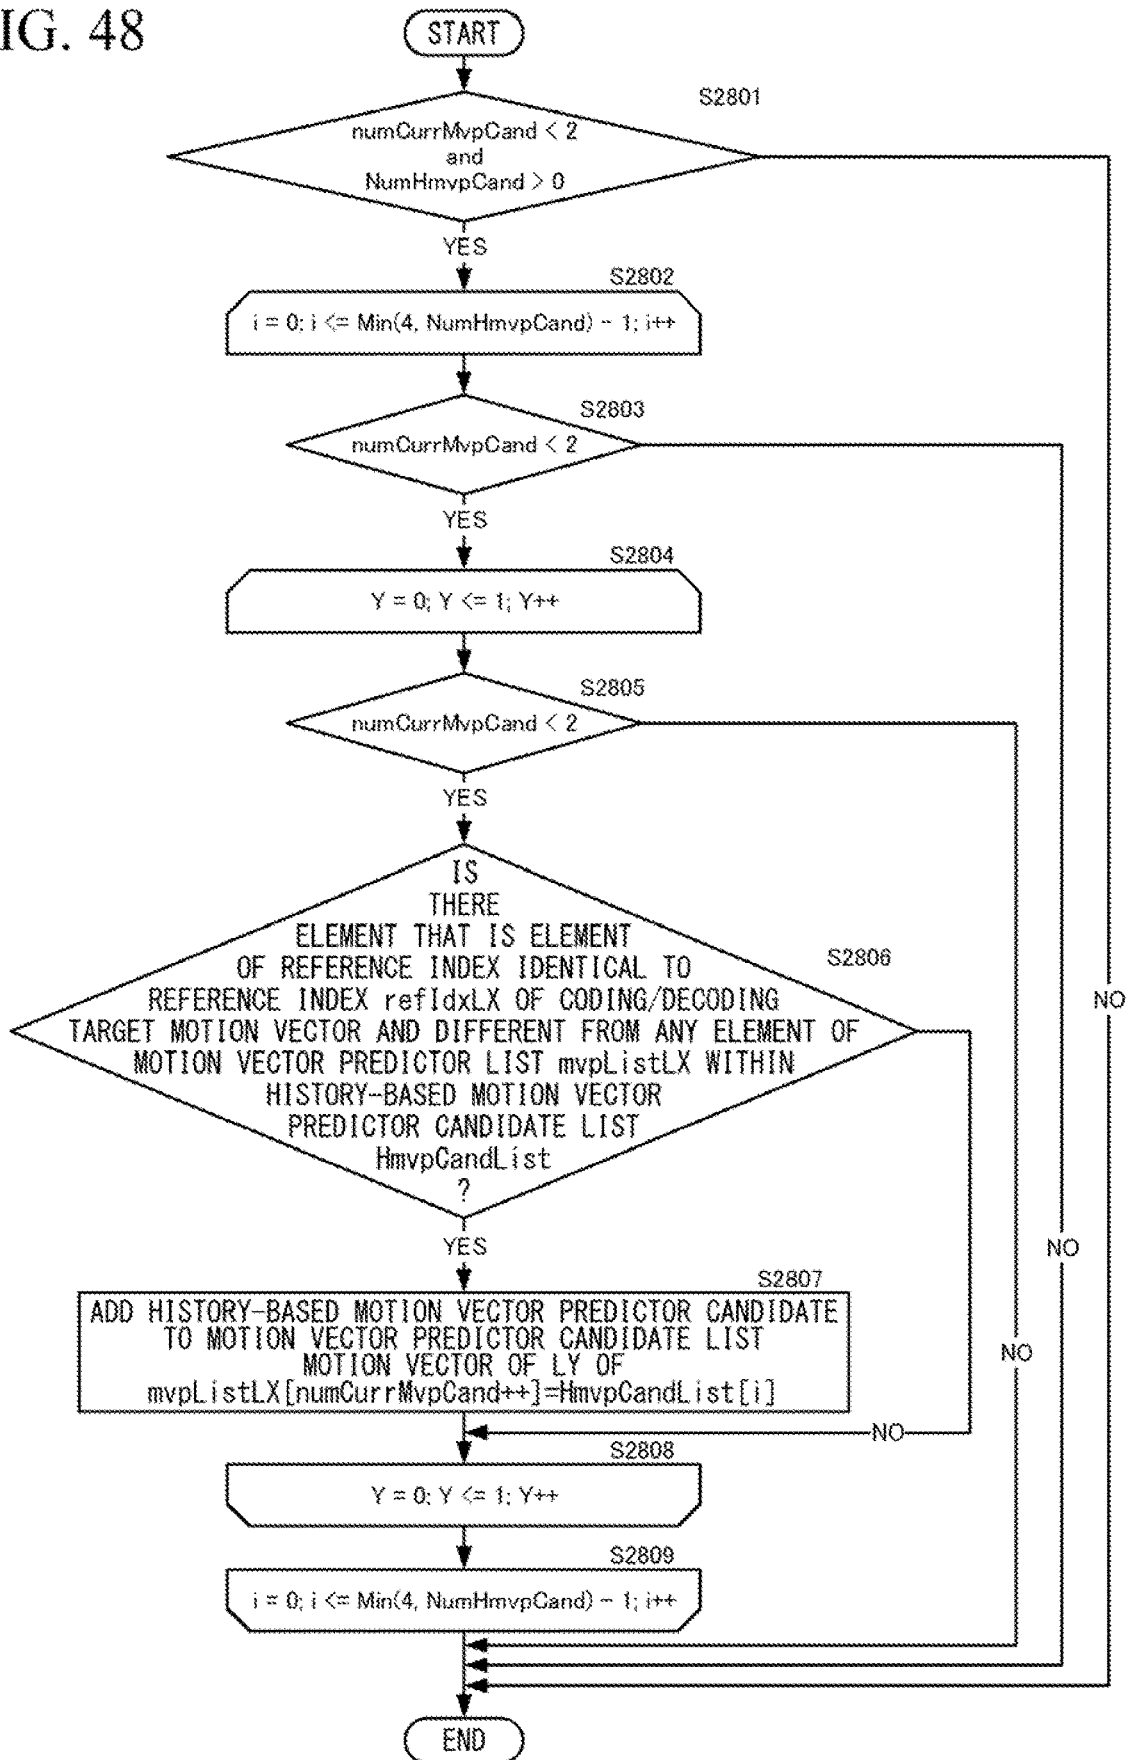 IG. 48
START
S2801
numCurrMvpCand < 2
and
NumHmvpCand > 0
YES
S2802
i = 0; i <= Min(4, NumHmvpCand) - 1; i++
S2803
numCurrMvpCand < 2
YES
S2804
Y = 0; Y <= 1; Y++
S2805
numCurrMvpCand < 2
YES
IS
THERE
ELEMENT THAT IS ELEMENT
OF REFERENCE INDEX IDENTICAL TO
S2806
REFERENCE INDEX refIdxLX OF CODING/DECODING
NO
TARGET MOTION VECTOR AND DIFFERENT FROM ANY ELEMENT OF
MOTION VECTOR PREDICTOR LIST mvpListLX WITHIN
HISTORY-BASED MOTION VECTOR
PREDICTOR CANDIDATE LIST
HmvpCandList
?
YES
NO
S2807
ADD HISTORY-BASED MOTION VECTOR PREDICTOR CANDIDATE
TO MOTION VECTOR PREDICTOR CANDIDATE LIST
MOTION VECTOR OF LY OF
mvpListLX[numCurrMvpCand++]=HmvpCandList[i]
NO
NO
S2808
Y = 0; Y <= 1; Y++
S2809
i = 0; i <= Min(4, NumHmvpCand) - 1; i++
END